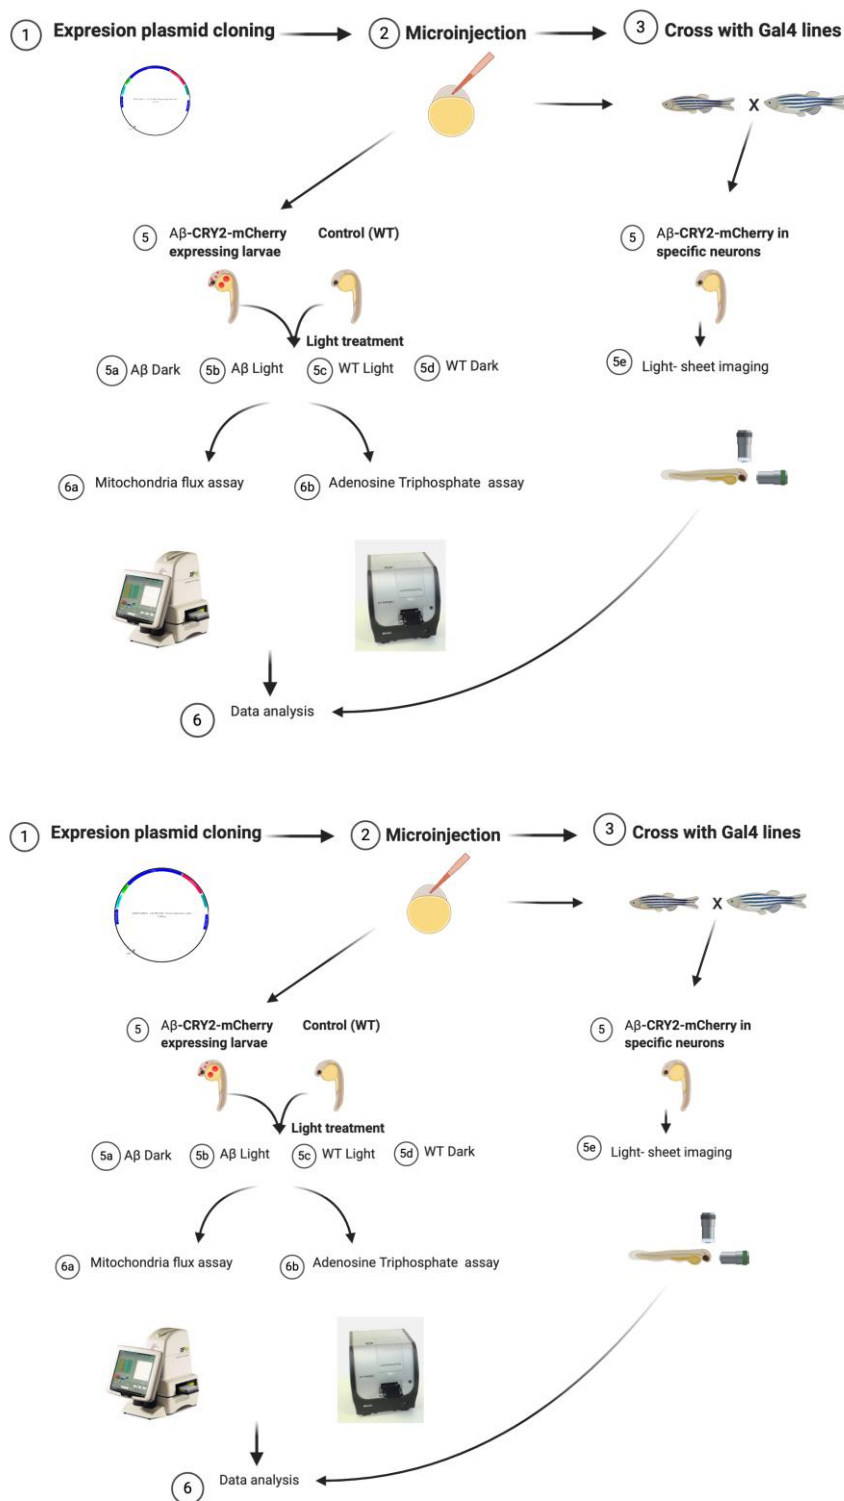 1 Expresion plasmid cloning 2 Microinjection 3 Cross with Gal4 lines
X
5 Aβ-CRY2-mCherry
expressing larvae
Control (WT)
5 Aβ-CRY2-mCherry in
specific neurons
Light treatment
5a Aβ Dark 5b Aβ Light 5c WT Light 5d WT Dark
5e Light- sheet imaging
6a Mitochondria flux assay 6b Adenosine Triphosphate assay
6 Data analysis
1 Expresion plasmid cloning 2 Microinjection 3 Cross with Gal4 lines
X
5 Aβ-CRY2-mCherry
expressing larvae
Control (WT)
5 Aβ-CRY2-mCherry in
specific neurons
Light treatment
5a Aβ Dark 5b Aβ Light 5c WT Light 5d WT Dark
5e Light- sheet imaging
6a Mitochondria flux assay 6b Adenosine Triphosphate assay
6 Data analysis